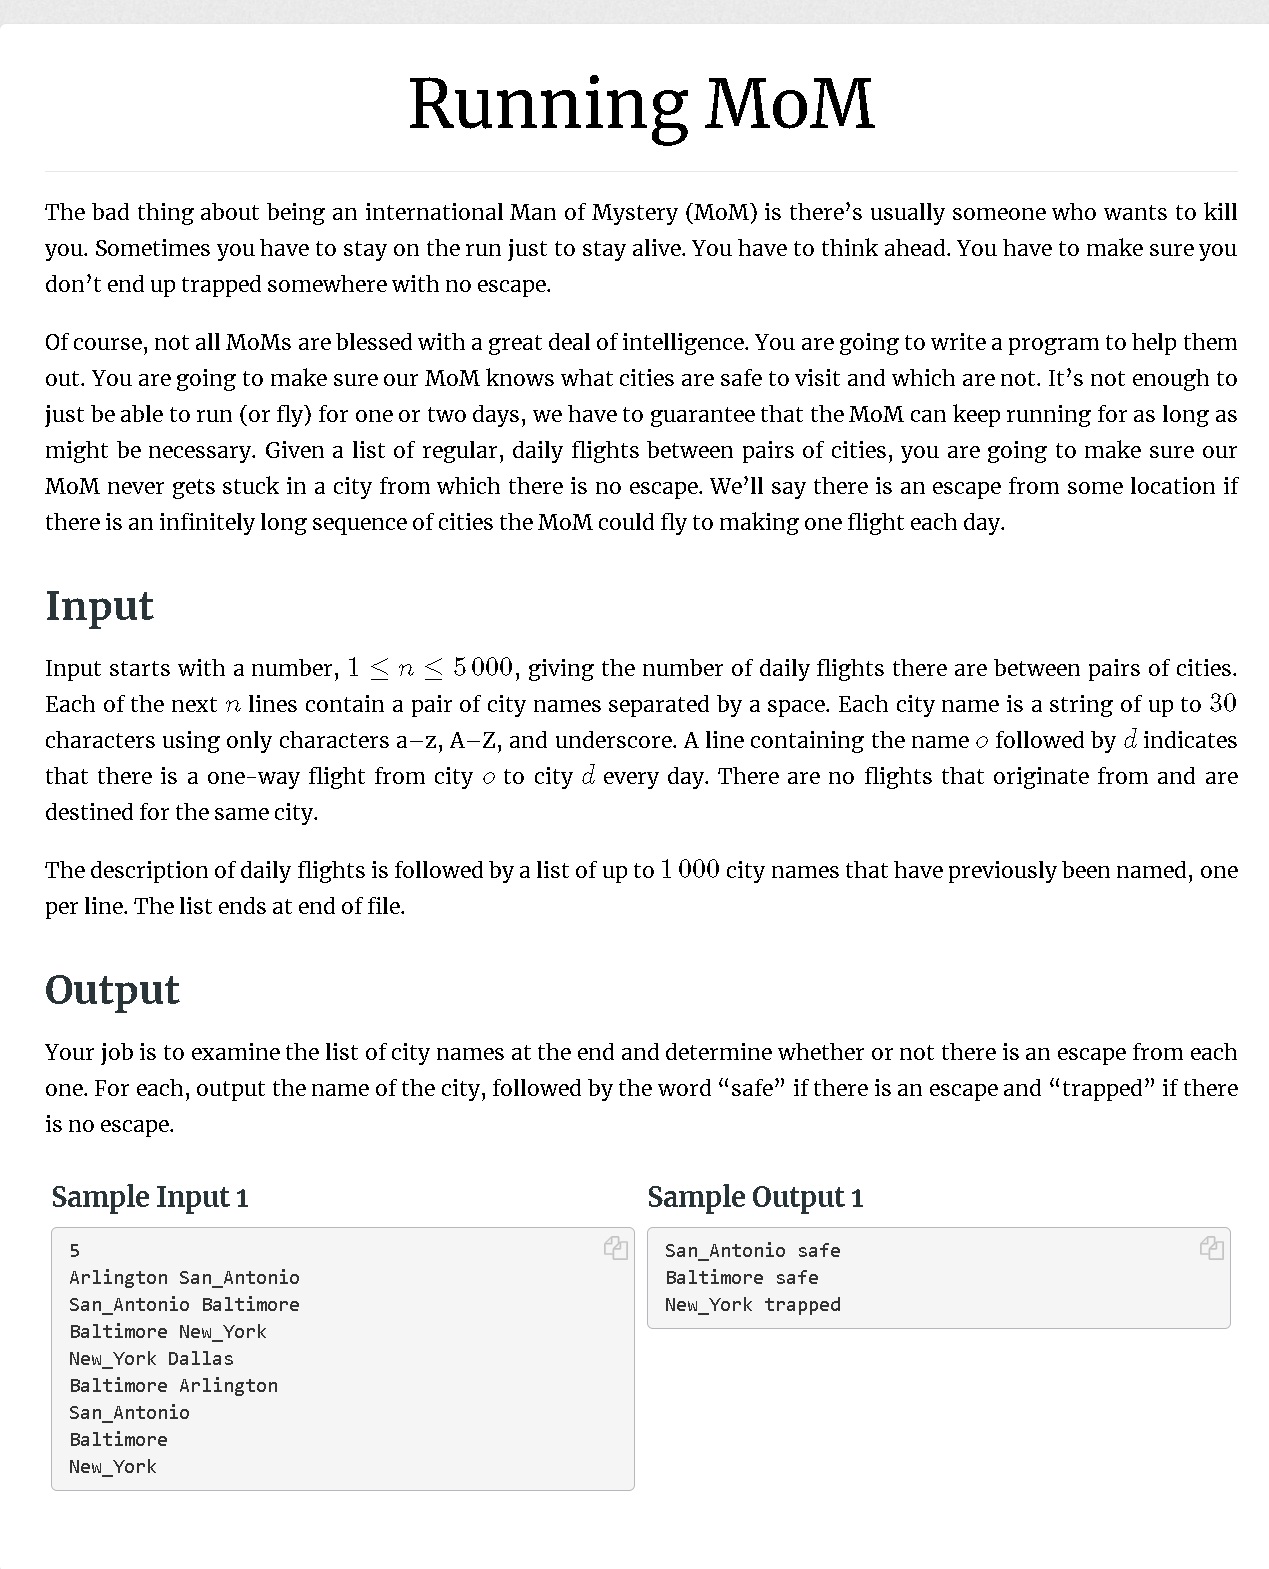 Running MoM
The bad thing about being an international Man of Mystery (MoM) is there’s usually someone who wants to kill
you. Sometimes you have to stay on the run just to stay alive. You have to think ahead. You have to make sure you
don’t end up trapped somewhere with no escape.
Of course, not all MoMs are blessed with a great deal of intelligence. You are going to write a program to help them
out. You are going to make sure our MoM knows what cities are safe to visit and which are not. It’s not enough to
just be able to run (or fly) for one or two days, we have to guarantee that the MoM can keep running for as long as
might be necessary. Given a list of regular, daily flights between pairs of cities, you are going to make sure our
MoM never gets stuck in a city from which there is no escape. We’ll say there is an escape from some location if
there is an infinitely long sequence of cities the MoM could fly to making one flight each day.
Input
Input starts with a number, 1 ≤ n ≤ 5 000, giving the number of daily flights there are between pairs of cities.
Each of the next n lines contain a pair of city names separated by a space. Each city name is a string of up to 30
characters using only characters a–z, A–Z, and underscore. A line containing the name o followed by d indicates
that there is a one-way flight from city o to city d every day. There are no flights that originate from and are
destined for the same city.
The description of daily flights is followed by a list of up to 1 000 city names that have previously been named, one
per line. The list ends at end of file.
Output
Your job is to examine the list of city names at the end and determine whether or not there is an escape from each
one. For each, output the name of the city, followed by the word “safe” if there is an escape and “trapped” if there
is no escape.
Sample Input 1
5
Arlington San_Antonio
San_Antonio Baltimore
Baltimore New_York
New_York Dallas
Baltimore Arlington
San_Antonio
Baltimore
New_York
Sample Output 1
San_Antonio safe
Baltimore safe
New_York trapped